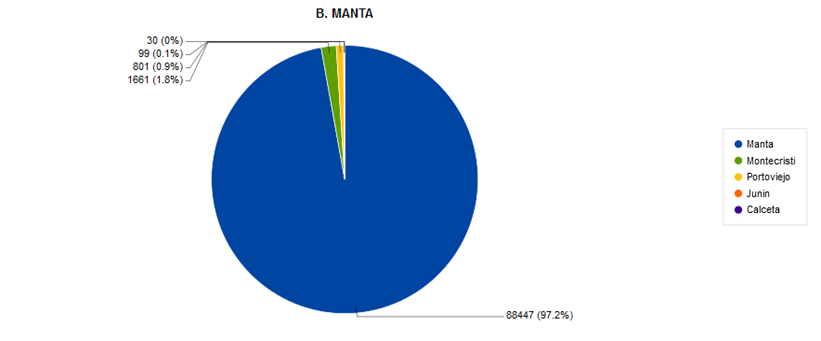 B. MANTA
30 (0%)
99 (0.1%)
801 (0.9%)
1661 (1.8%)
88447 (97.2%)
Manta
Montecristi
Portoviejo
Junin
Calceta